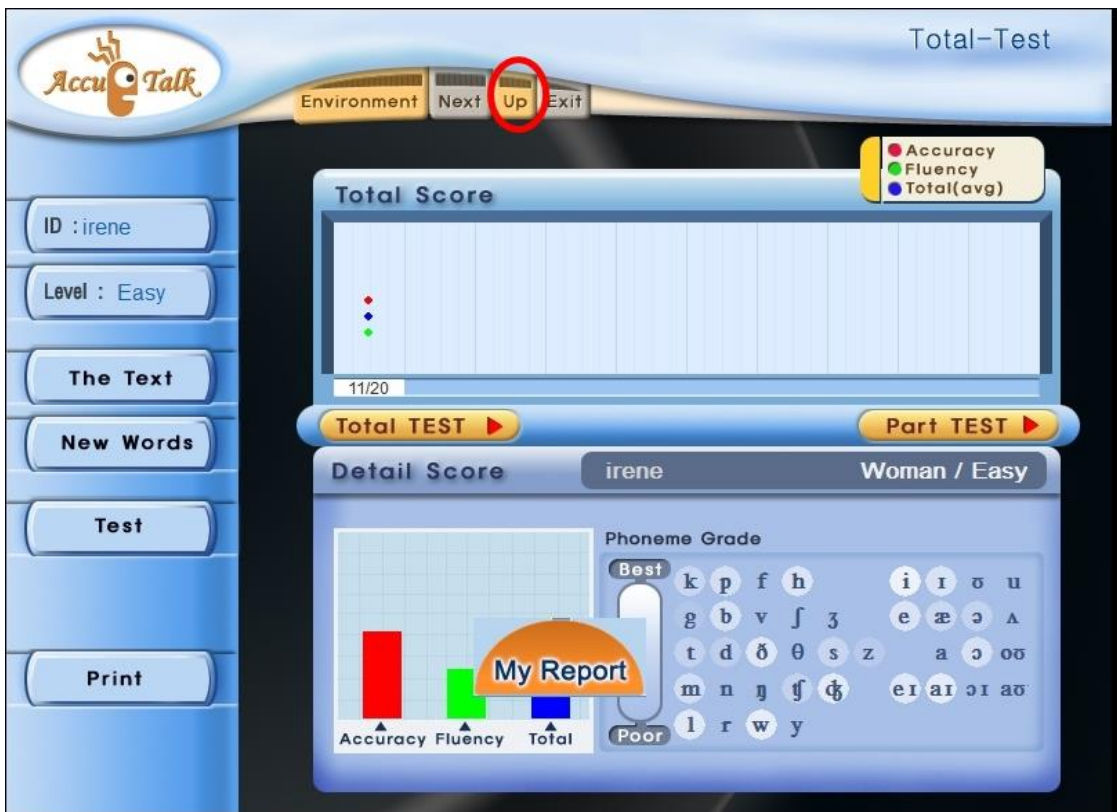 Total-Test
Accu Talk
Environment Next Up Exit
Accuracy
Fluency
Total(avg)
Total Score
ID : irene
Level : Easy
The Text
New Words
Test
Print
11/20
Total TEST
Part TEST
Detail Score irene Woman / Easy
Phoneme Grade
Best
Poor
k p f h i ɪ ʊ u
g b v ʃ ʒ e æ ə ʌ
t d ð θ s z a ɔ oʊ
m n ŋ ʧ ʤ eɪ aɪ ɔɪ aʊ
l r w y
My Report
Accuracy Fluency Total